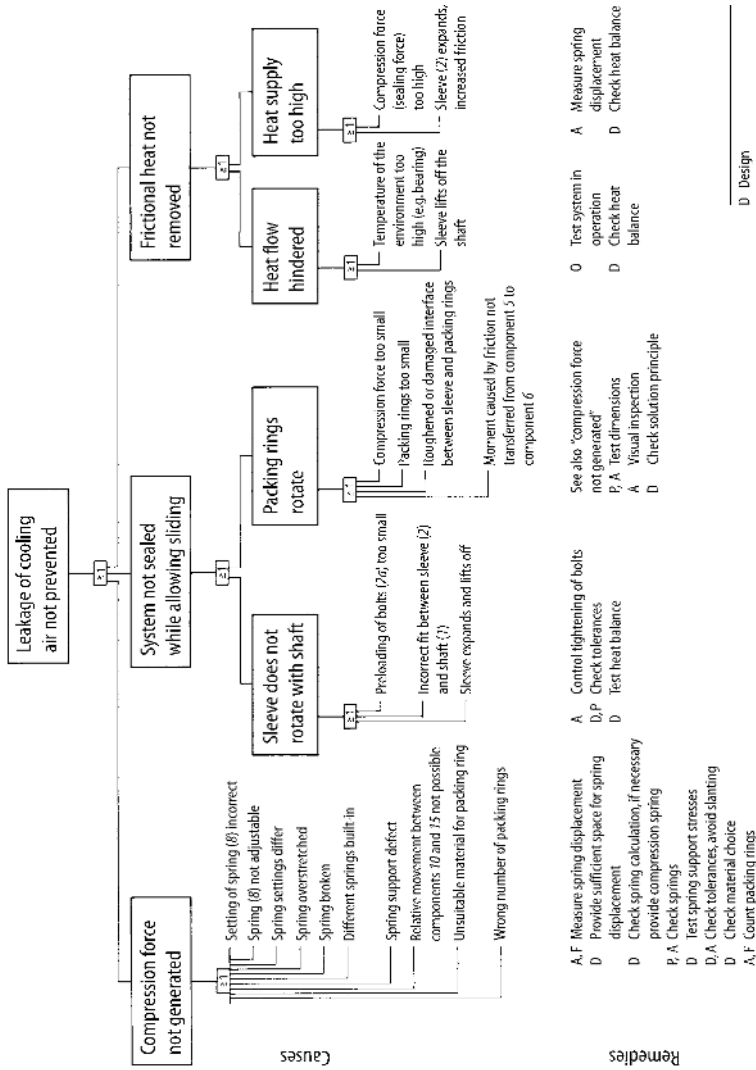 Leakage of cooling
air not prevented
≥1
Compression force
not generated
System not sealed
while allowing sliding
Frictional heat not
removed
≥1
≥1
≥1
Sleeve does not
rotate with shaft
Packing rings
rotate
Heat flow
hindered
Heat supply
too high
≥1
≥1
≥1
Causes
Setting of spring (8) incorrect
Spring (8) not adjustable
Spring settings differ
Spring overstretched
Spring broken
Different springs built-in
Spring support defect
Relative movement between
components 10 and 15 not possible
Unsuitable material for packing ring
Wrong number of packing rings
Preloading of bolts (2a) too small
Incorrect fit between sleeve (2)
and shaft (1)
Sleeve expands and lifts off
Compression force too small
Packing rings too small
Roughened or damaged interface
between sleeve and packing rings
Moment caused by friction not
transferred from component 5 to
component 6
Temperature of the
environment too
high (e.g. bearing)
Sleeve lifts off the
shaft
Compression force
(sealing force)
too high
Sleeve (2) expands,
increased friction
Remedies
A, F Measure spring displacement
D Provide sufficient space for spring
displacement
D Check spring calculation, if necessary
provide compression spring
P, A Check springs
D Test spring support stresses
D, A Check tolerances, avoid slanting
D Check material choice
A, F Count packing rings
A Control tightening of bolts
D, P Check tolerances
D Test heat balance
See also "compression force
not generated"
P, A Test dimensions
A Visual inspection
D Check solution principle
O Test system in
operation
D Check heat
balance
A Measure spring
displacement
D Check heat balance
D Design